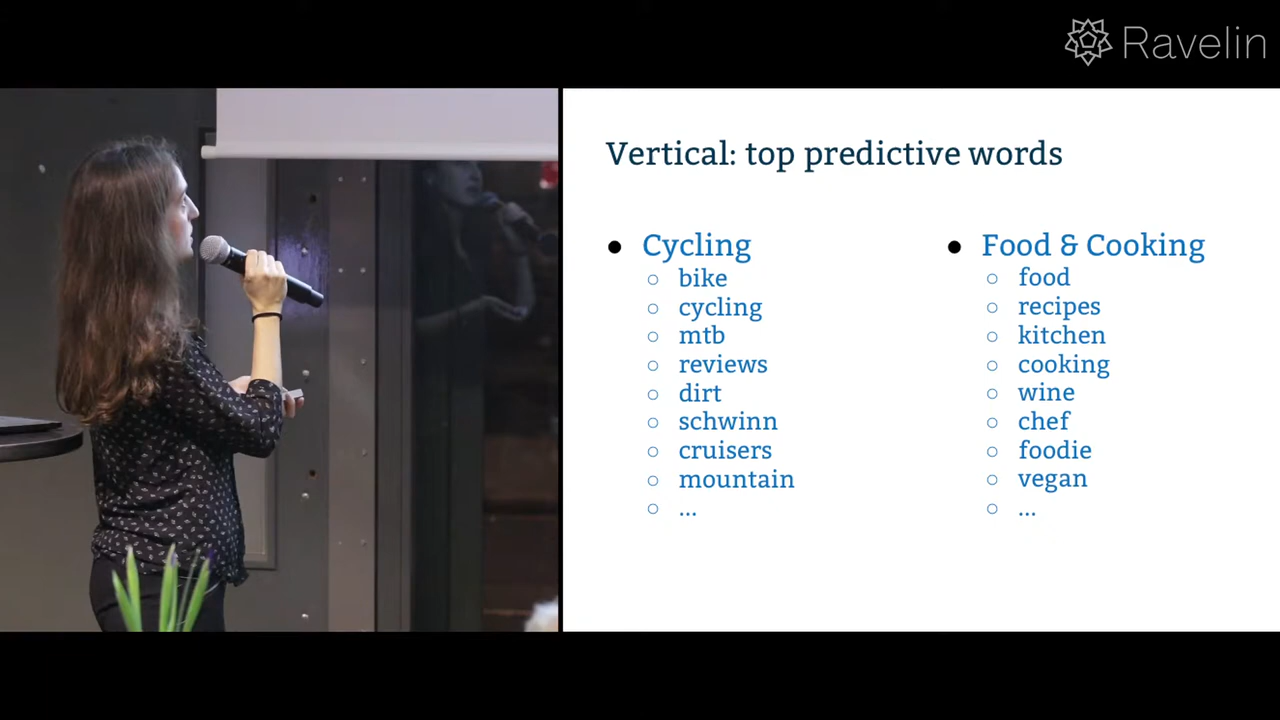 Ravelin
Vertical: top predictive words
● Cycling
○ bike
○ cycling
○ mtb
○ reviews
○ dirt
○ schwinn
○ cruisers
○ mountain
○ ...
● Food & Cooking
○ food
○ recipes
○ kitchen
○ cooking
○ wine
○ chef
○ foodie
○ vegan
○ ...